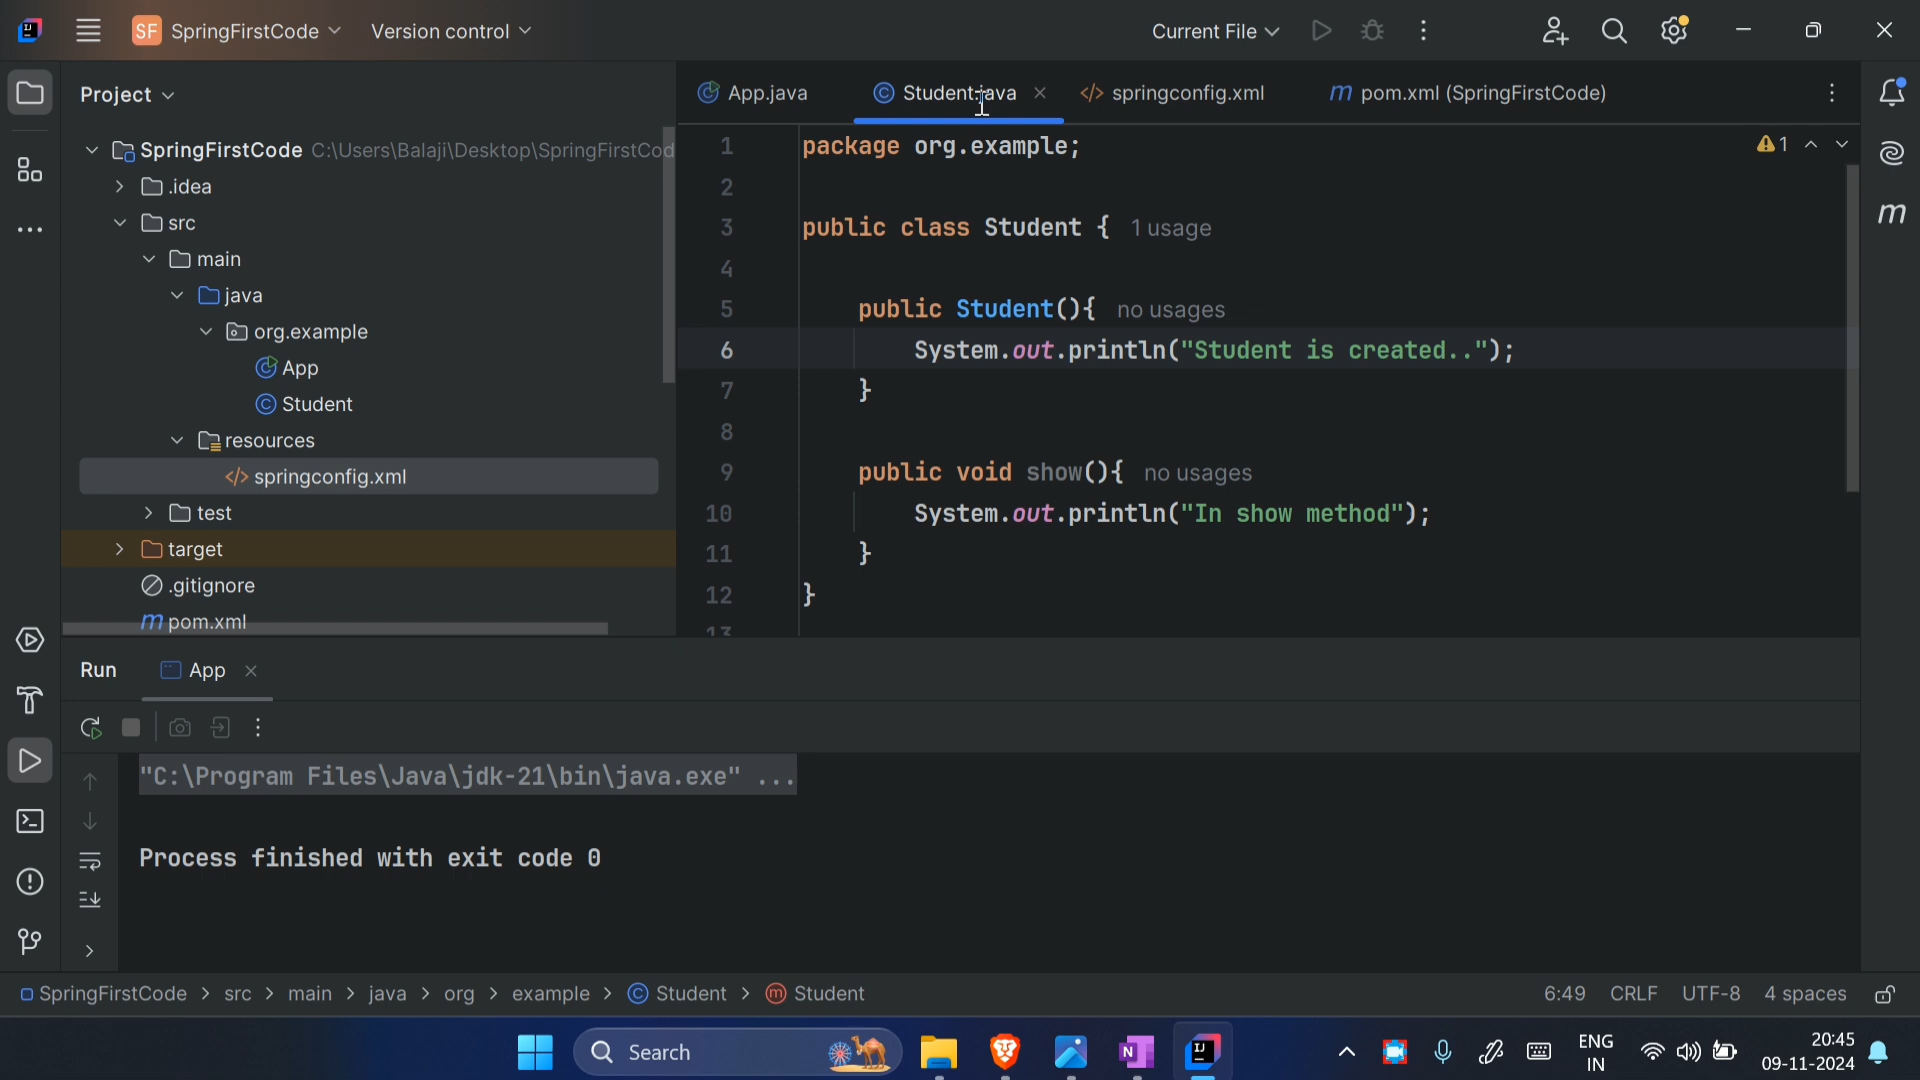 SF SpringFirstCode Version control Current File
Project
SpringFirstCode C:\Users\Balaji\Desktop\SpringFirstCod
.idea
src
main
java
org.example
App
Student
resources
springconfig.xml
test
target
.gitignore
pom.xml
App.java Student.java springconfig.xml pom.xml (SpringFirstCode)
1 package org.example; 1
2
3 public class Student { 1 usage
4
5 public Student(){ no usages
6 System.out.println("Student is created..");
7 }
8
9 public void show(){ no usages
10 System.out.println("In show method");
11 }
12 }
13
Run App
"C:\Program Files\Java\jdk-21\bin\java.exe" ...
Process finished with exit code 0
SpringFirstCode > src > main > java > org > example > Student > Student 6:49 CRLF UTF-8 4 spaces
Search ENG IN 20:45
09-11-2024